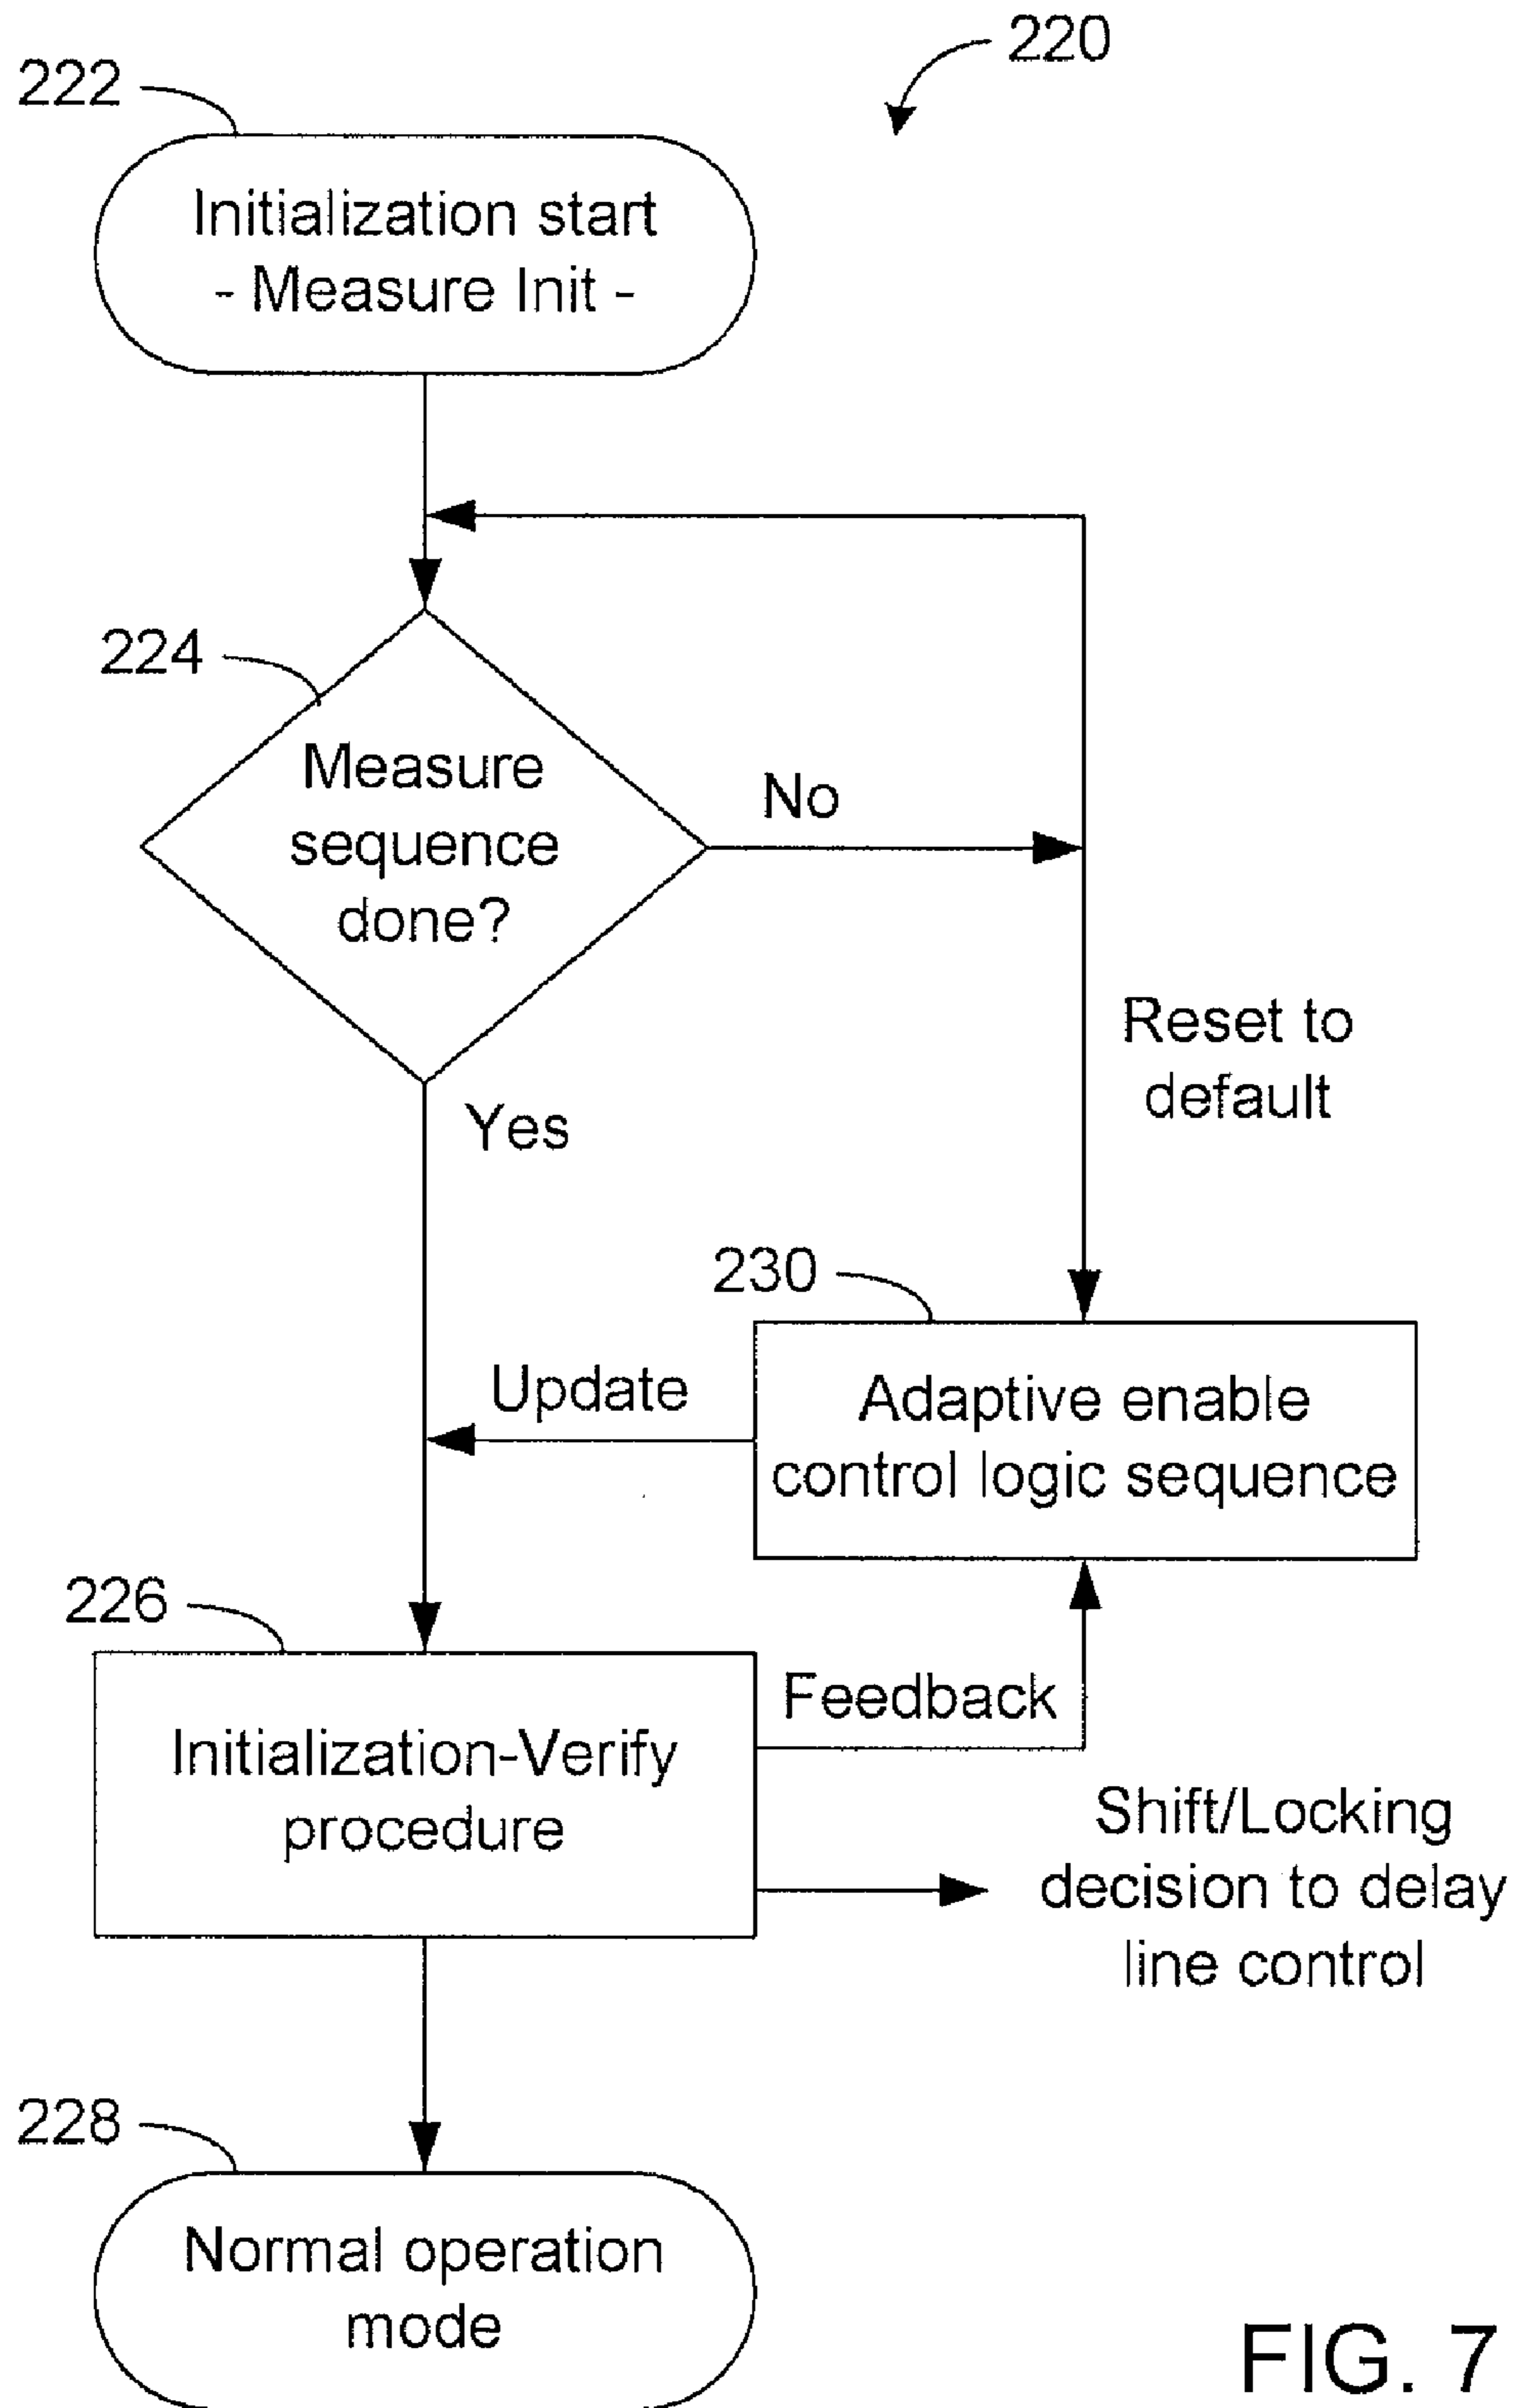 220
222
Initialization start
- Measure Init -
224
Measure
sequence
done?
No
Reset to
default
Yes
230
Update
Adaptive enable
control logic sequence
226
Feedback
Initialization-Verify
procedure
Shift/Locking
decision to delay
line control
228
Normal operation
mode
FIG. 7